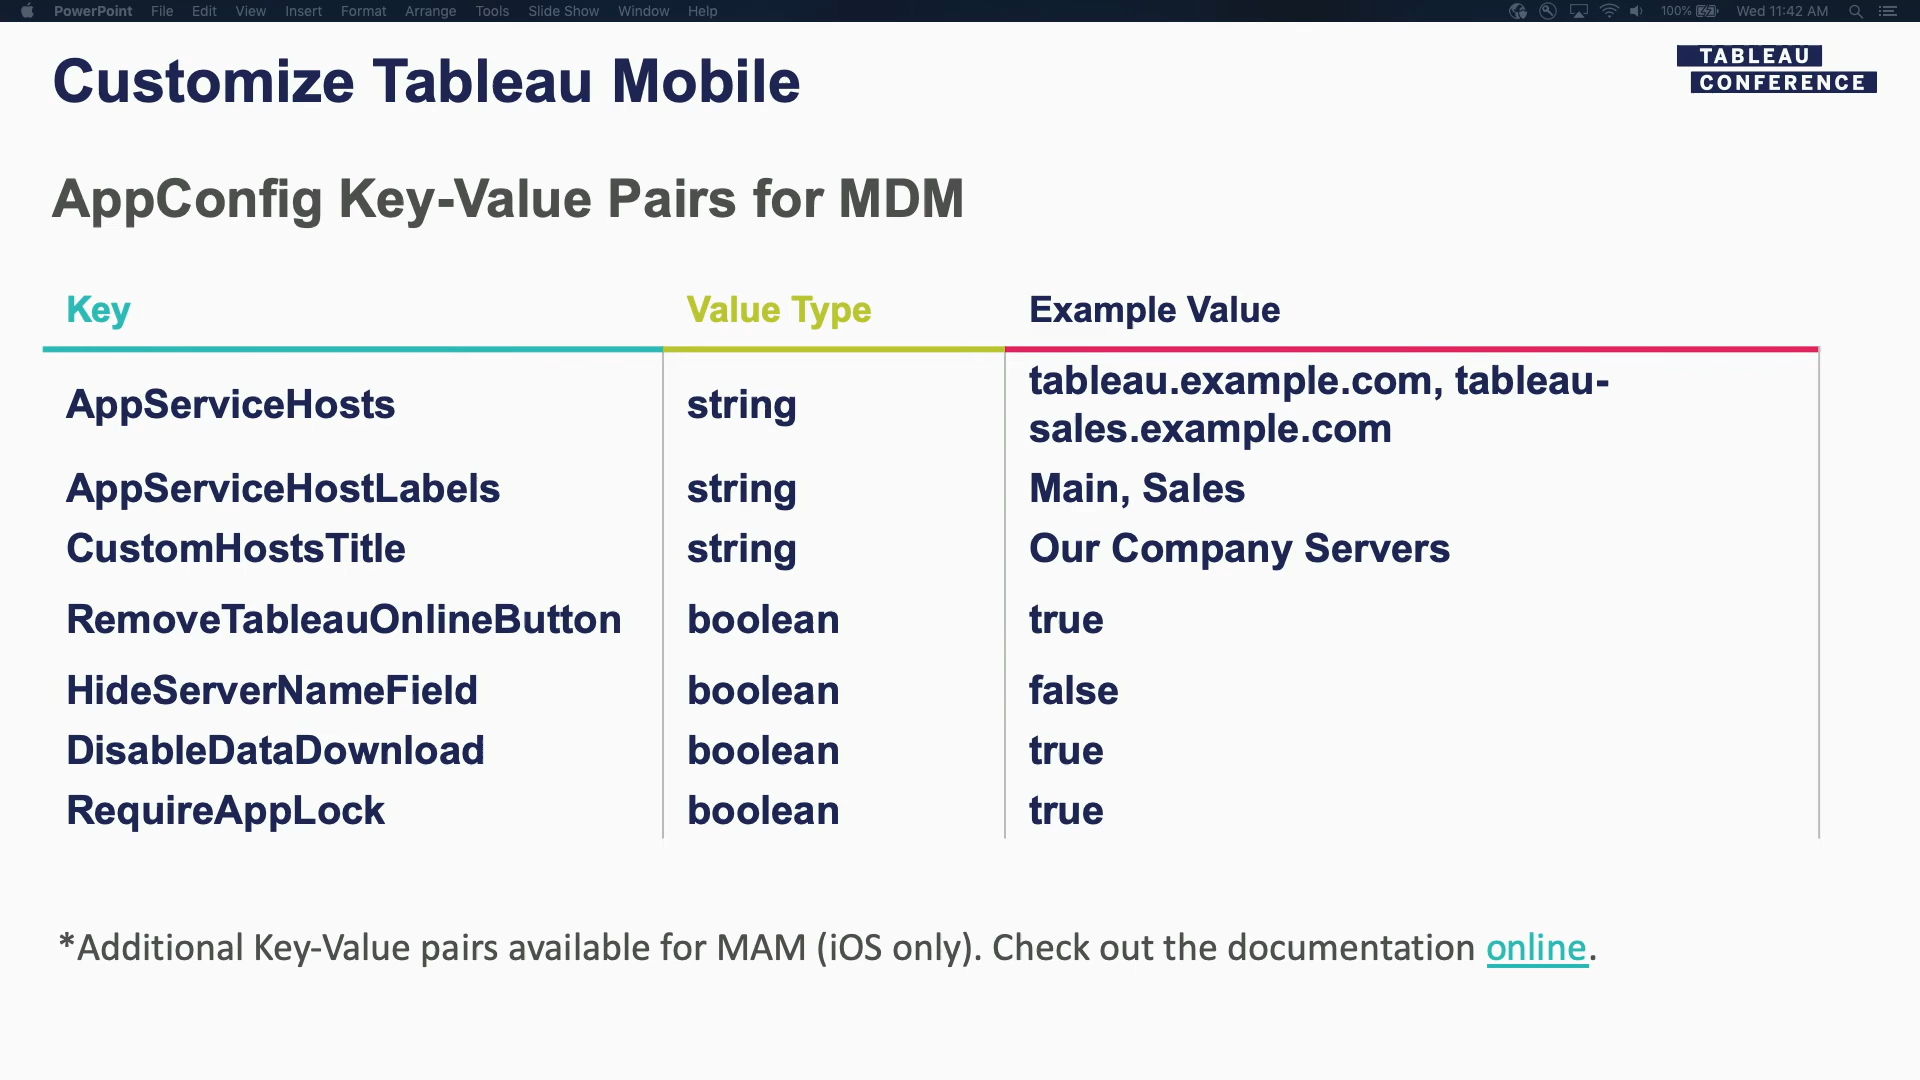 PowerPoint File Edit View Insert Format Arrange Tools Slide Show Window Help 100% Wed 11:42 AM
Customize Tableau Mobile
TABLEAU
CONFERENCE
AppConfig Key-Value Pairs for MDM
Key Value Type Example Value
AppServiceHosts string tableau.example.com, tableau-
sales.example.com
AppServiceHostLabels string Main, Sales
CustomHostsTitle string Our Company Servers
RemoveTableauOnlineButton boolean true
HideServerNameField boolean false
DisableDataDownload boolean true
RequireAppLock boolean true
*Additional Key-Value pairs available for MAM (iOS only). Check out the documentation online.